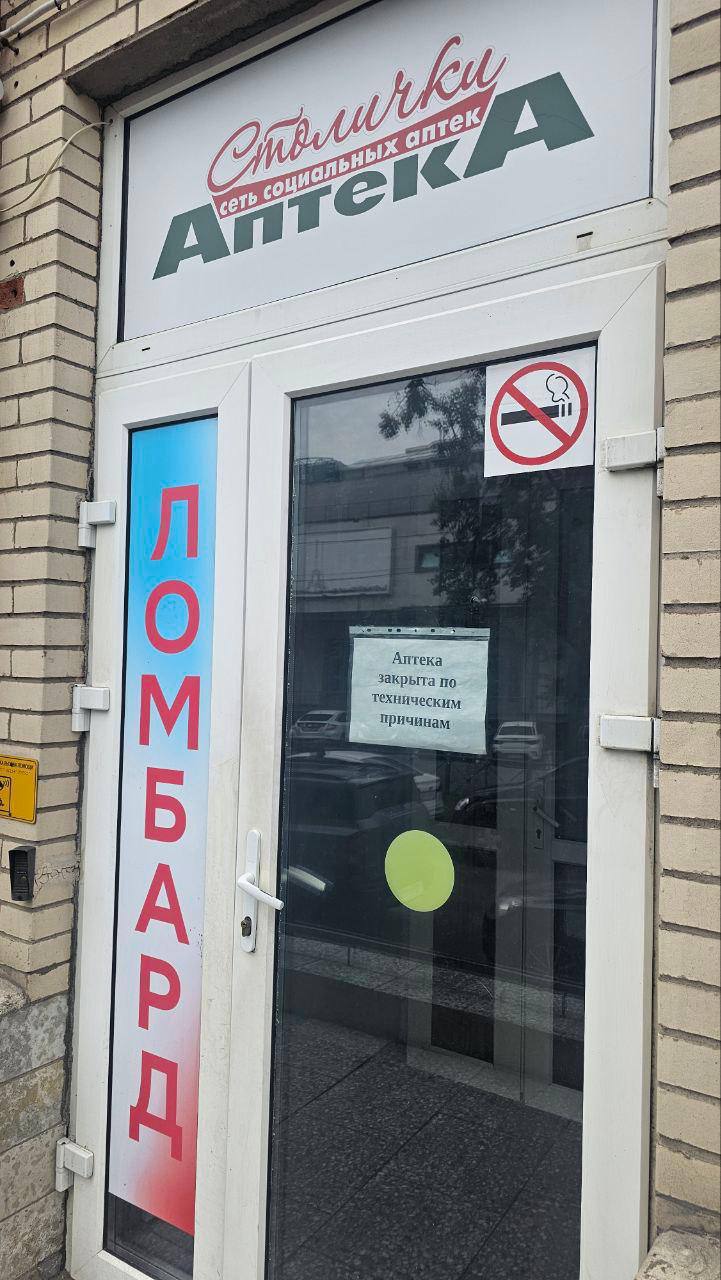 Столички
сеть социальных аптек
АптекА
ЛОМБАРД
Аптека
закрыта по
техническим
причинам